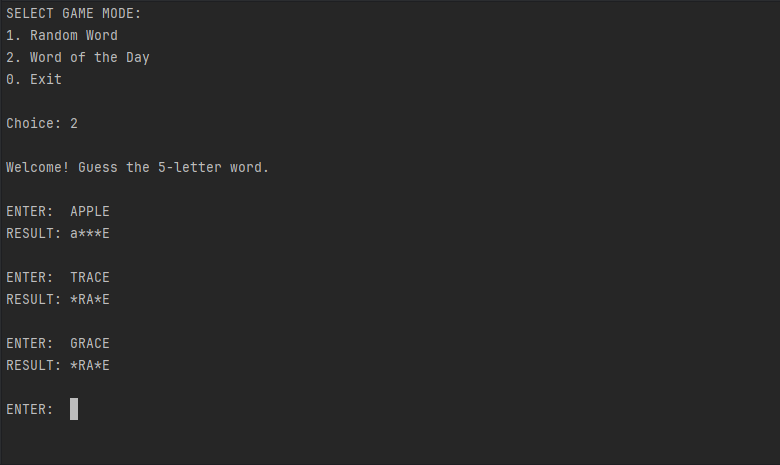 SELECT GAME MODE:
1. Random Word
2. Word of the Day
0. Exit
Choice: 2
Welcome! Guess the 5-letter word.
ENTER:  APPLE
RESULT: a***E
ENTER:  TRACE
RESULT: *RA*E
ENTER:  GRACE
RESULT: *RA*E
ENTER: